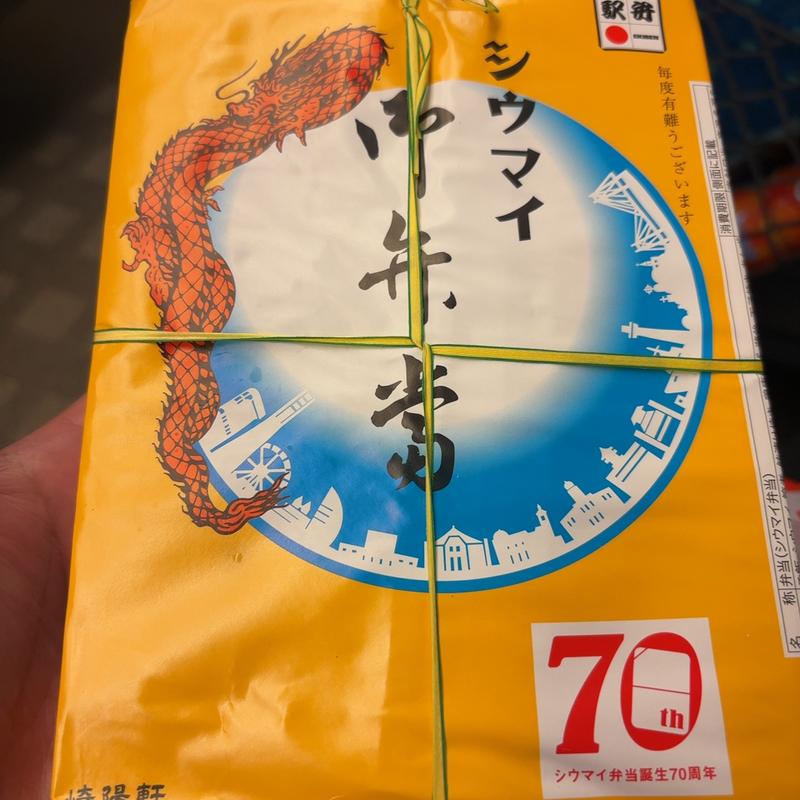 駅弁
EKIBEN
毎度有難うございます
シウマイ
御弁當
消費期限 側面に記載
名 称 弁当(シウマイ弁当)
70th
シウマイ弁当誕生70周年
崎陽軒